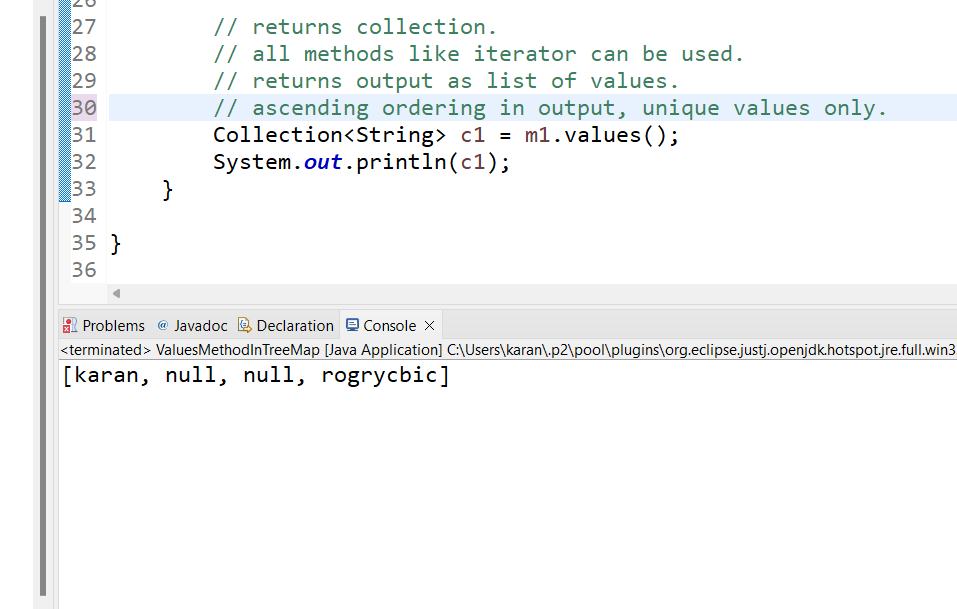 26
27 // returns collection.
28 // all methods like iterator can be used.
29 // returns output as list of values.
30 // ascending ordering in output, unique values only.
31 Collection<String> c1 = m1.values();
32 System.out.println(c1);
33 }
34
35 }
36
Problems @ Javadoc Declaration Console
<terminated> ValuesMethodInTreeMap [Java Application] C:\Users\karan\.p2\pool\plugins\org.eclipse.justj.openjdk.hotspot.jre.full.win3
[karan, null, null, rogrycbic]